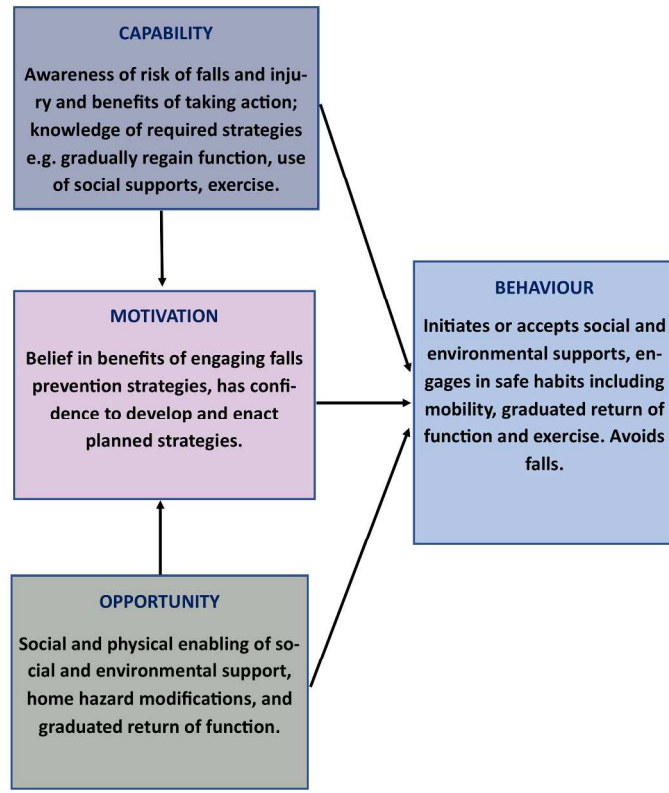 CAPABILITY
Awareness of risk of falls and inju-
ry and benefits of taking action;
knowledge of required strategies
e.g. gradually regain function, use
of social supports, exercise.
MOTIVATION
Belief in benefits of engaging falls
prevention strategies, has confi-
dence to develop and enact
planned strategies.
BEHAVIOUR
Initiates or accepts social and
environmental supports, en-
gages in safe habits including
mobility, graduated return of
function and exercise. Avoids
falls.
OPPORTUNITY
Social and physical enabling of so-
cial and environmental support,
home hazard modifications, and
graduated return of function.